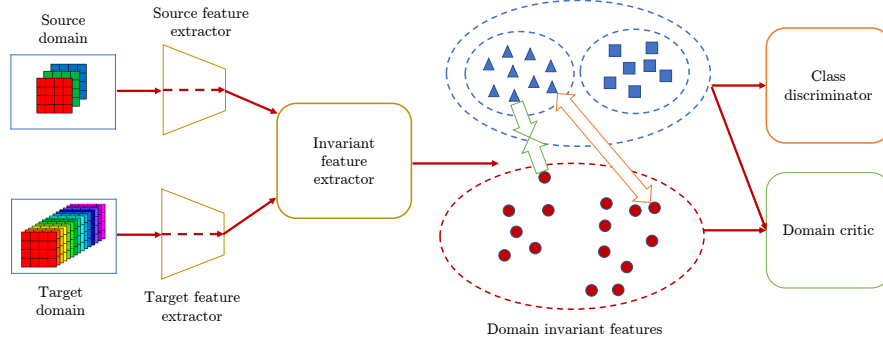 Source
domain
Source feature
extractor
Target
domain
Target feature
extractor
Invariant
feature
extractor
Domain invariant features
Class
discriminator
Domain critic